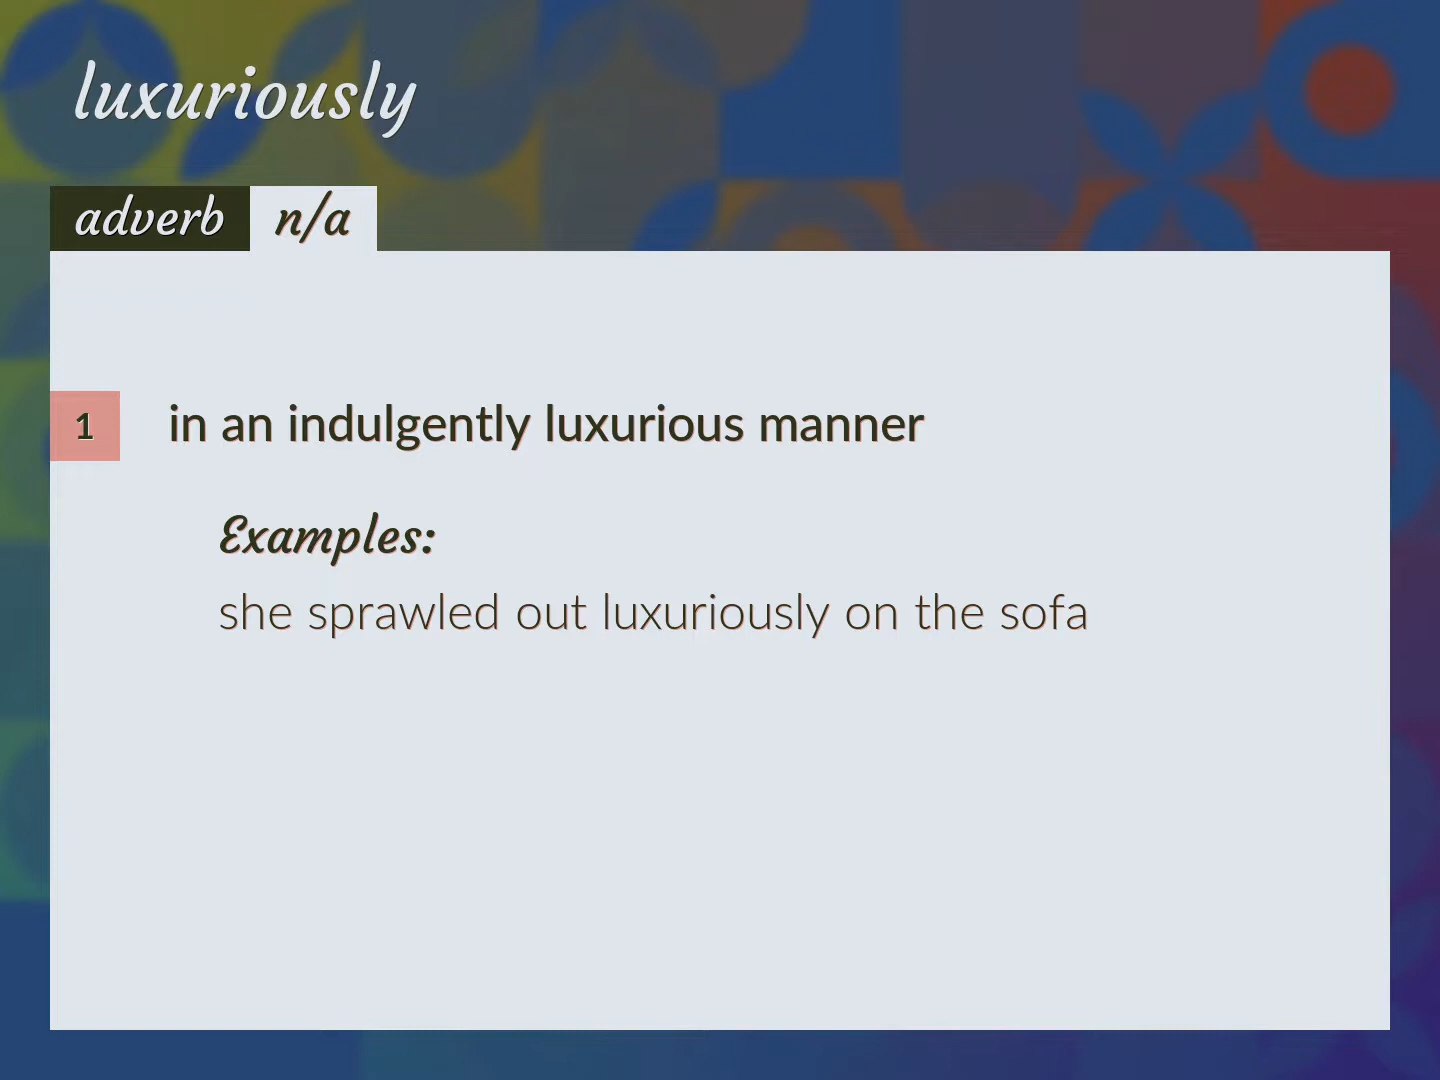 luxuriously
adverb n/a
1 in an indulgently luxurious manner
Examples:
she sprawled out luxuriously on the sofa